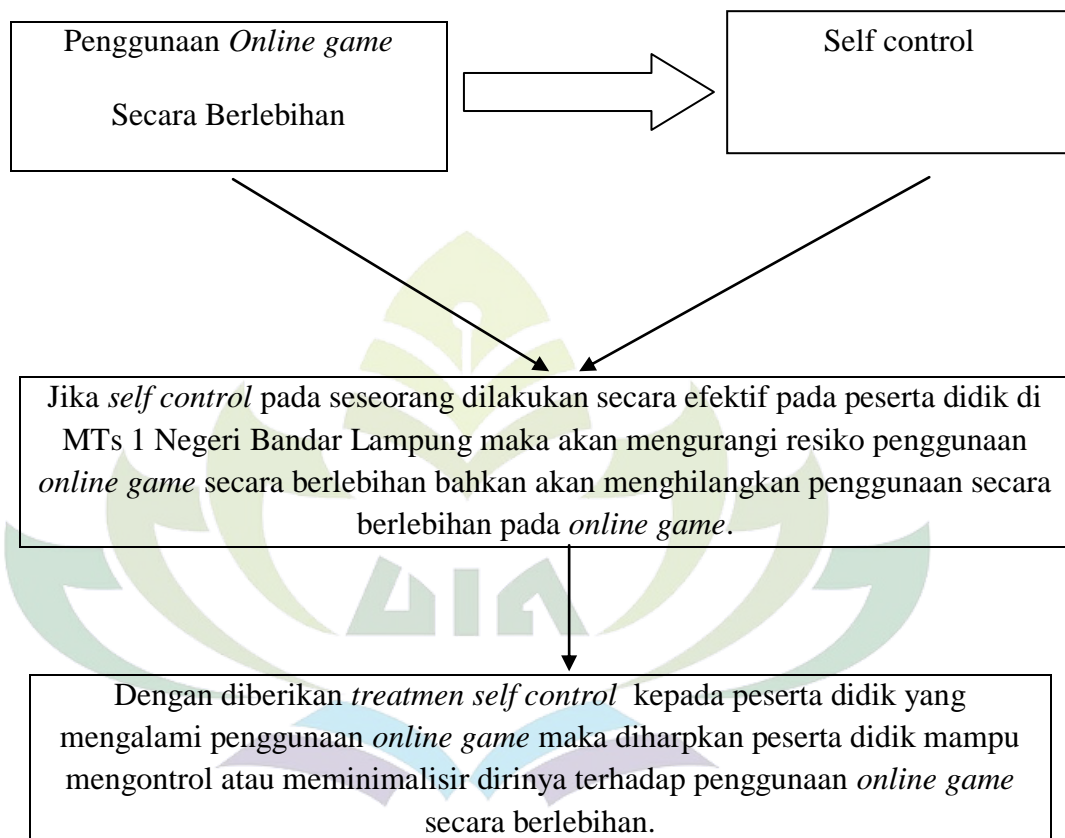 Penggunaan Online game
Secara Berlebihan
Self control
Jika self control pada seseorang dilakukan secara efektif pada peserta didik di
MTs 1 Negeri Bandar Lampung maka akan mengurangi resiko penggunaan
online game secara berlebihan bahkan akan menghilangkan penggunaan secara
berlebihan pada online game.
UIN
Dengan diberikan treatmen self control kepada peserta didik yang
mengalami penggunaan online game maka diharpkan peserta didik mampu
mengontrol atau meminimalisir dirinya terhadap penggunaan online game
secara berlebihan.